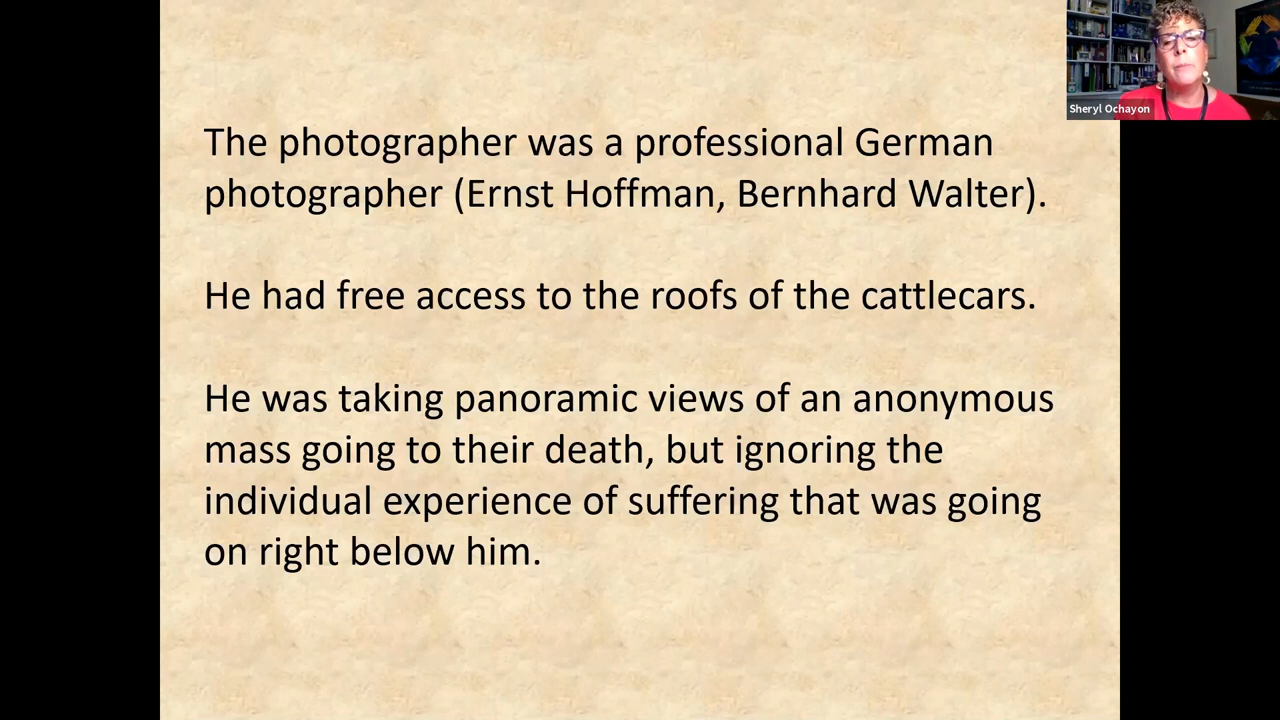 The photographer was a professional German
photographer (Ernst Hoffman, Bernhard Walter).
He had free access to the roofs of the cattlecars.
He was taking panoramic views of an anonymous
mass going to their death, but ignoring the
individual experience of suffering that was going
on right below him.
Sheryl Ochayon